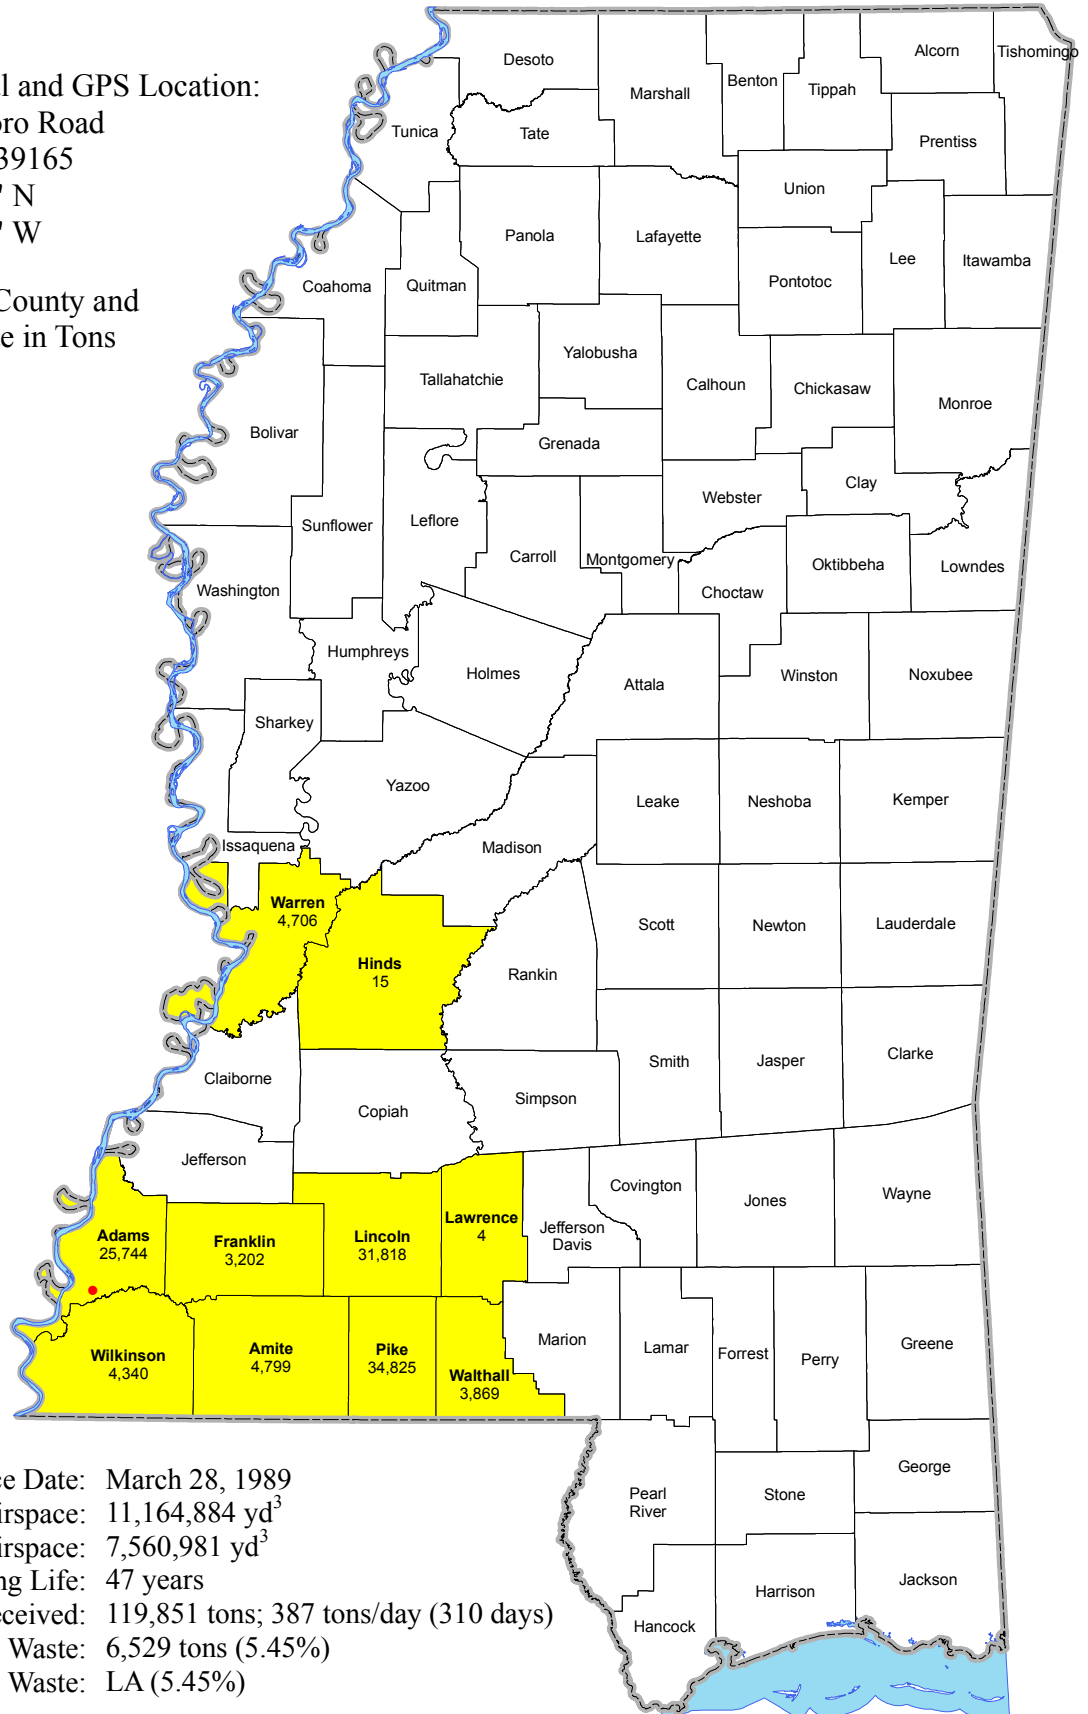 l and GPS Location:
oro Road
39165
' N
' W
County and
e in Tons
Desoto
Marshall
Benton
Tippah
Alcorn
Tishomingo
Tunica
Tate
Prentiss
Union
Panola
Lafayette
Lee
Itawamba
Pontotoc
Coahoma
Quitman
Yalobusha
Tallahatchie
Calhoun
Chickasaw
Monroe
Bolivar
Grenada
Clay
Webster
Sunflower
Leflore
Carroll
Montgomery
Oktibbeha
Lowndes
Washington
Choctaw
Humphreys
Holmes
Attala
Winston
Noxubee
Sharkey
Yazoo
Leake
Neshoba
Kemper
Issaquena
Madison
Warren
4,706
Scott
Newton
Lauderdale
Hinds
15
Rankin
Smith
Jasper
Clarke
Claiborne
Copiah
Simpson
Jefferson
Covington
Jones
Wayne
Adams
25,744
Franklin
3,202
Lincoln
31,818
Lawrence
4
Jefferson
Davis
Wilkinson
4,340
Amite
4,799
Pike
34,825
Walthall
3,869
Marion
Lamar
Forrest
Perry
Greene
George
Pearl
River
Stone
Harrison
Jackson
Hancock
ce Date: March 28, 1989
irspace: 11,164,884 yd³
irspace: 7,560,981 yd³
ng Life: 47 years
eceived: 119,851 tons; 387 tons/day (310 days)
Waste: 6,529 tons (5.45%)
Waste: LA (5.45%)